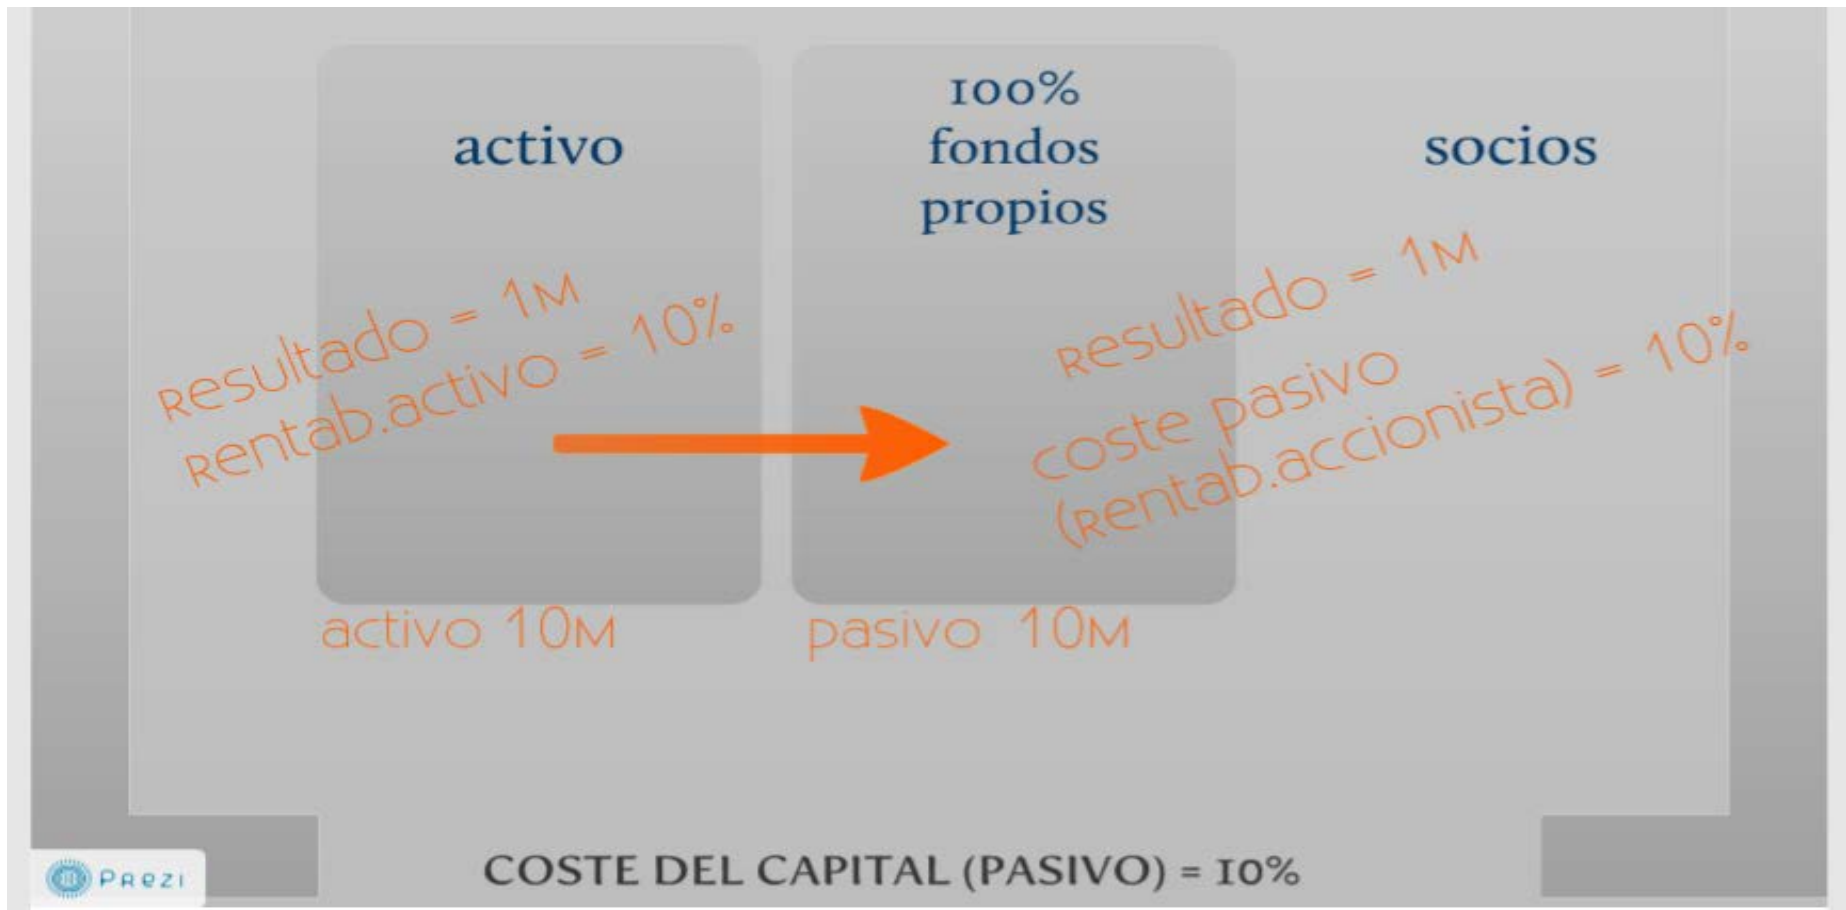 activo
100%
fondos
propios
socios
Resultado = 1M
Rentab.activo = 10%
Resultado = 1M
coste pasivo
(Rentab.accionista) = 10%
activo 10M
pasivo 10M
COSTE DEL CAPITAL (PASIVO) = 10%
Prezi